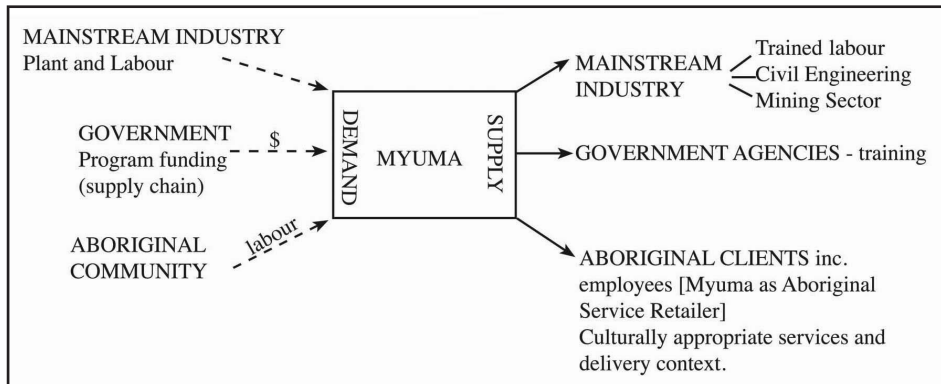 MAINSTREAM INDUSTRY
Plant and Labour
GOVERNMENT
Program funding
(supply chain)
$
ABORIGINAL
COMMUNITY
labour
DEMAND
MYUMA
SUPPLY
MAINSTREAM
INDUSTRY
Trained labour
Civil Engineering
Mining Sector
GOVERNMENT AGENCIES - training
ABORIGINAL CLIENTS inc.
employees [Myuma as Aboriginal
Service Retailer]
Culturally appropriate services and
delivery context.